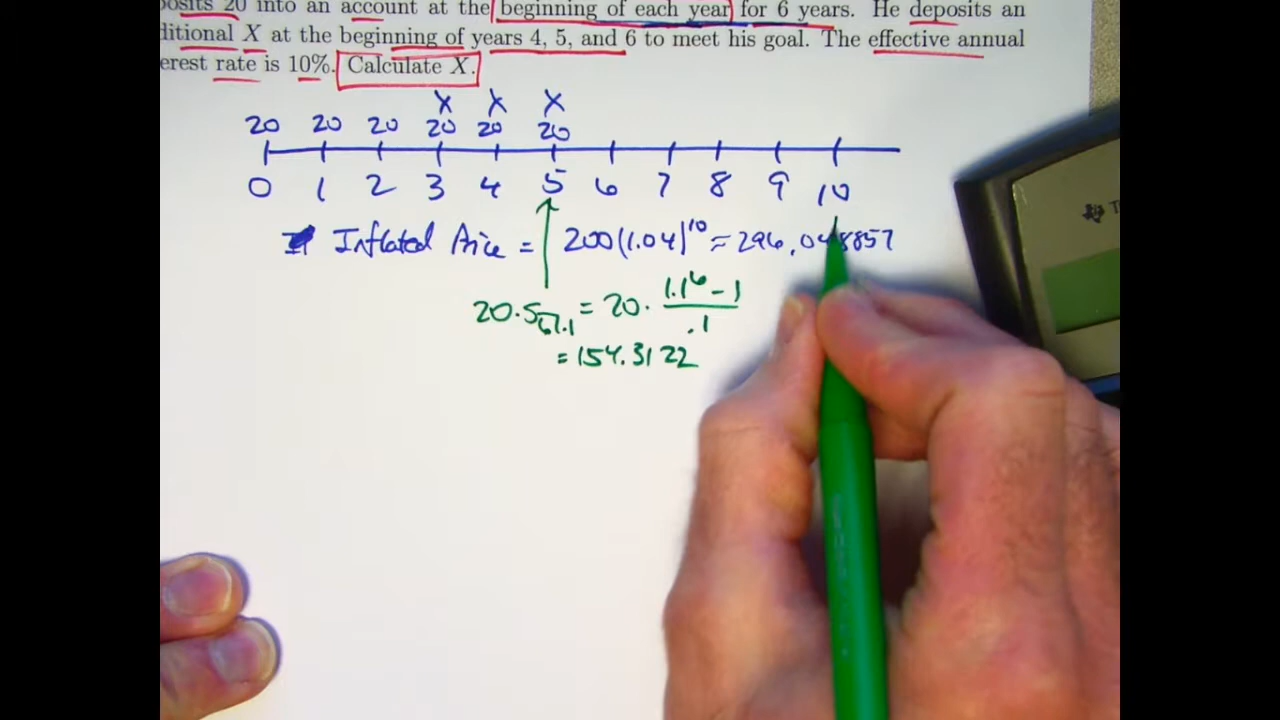 posits 20 into an account at the beginning of each year for 6 years. He deposits an
ditional X at the beginning of years 4, 5, and 6 to meet his goal. The effective annual
erest rate is 10%. Calculate X.
X X X
20 20 20 20 20 20
0 1 2 3 4 5 6 7 8 9 10
Inflated Price = 200(1.04)^10 ≈ 296.048857
20·S6⌉.1 = 20· 1.1^6 - 1
.1
= 154.3122